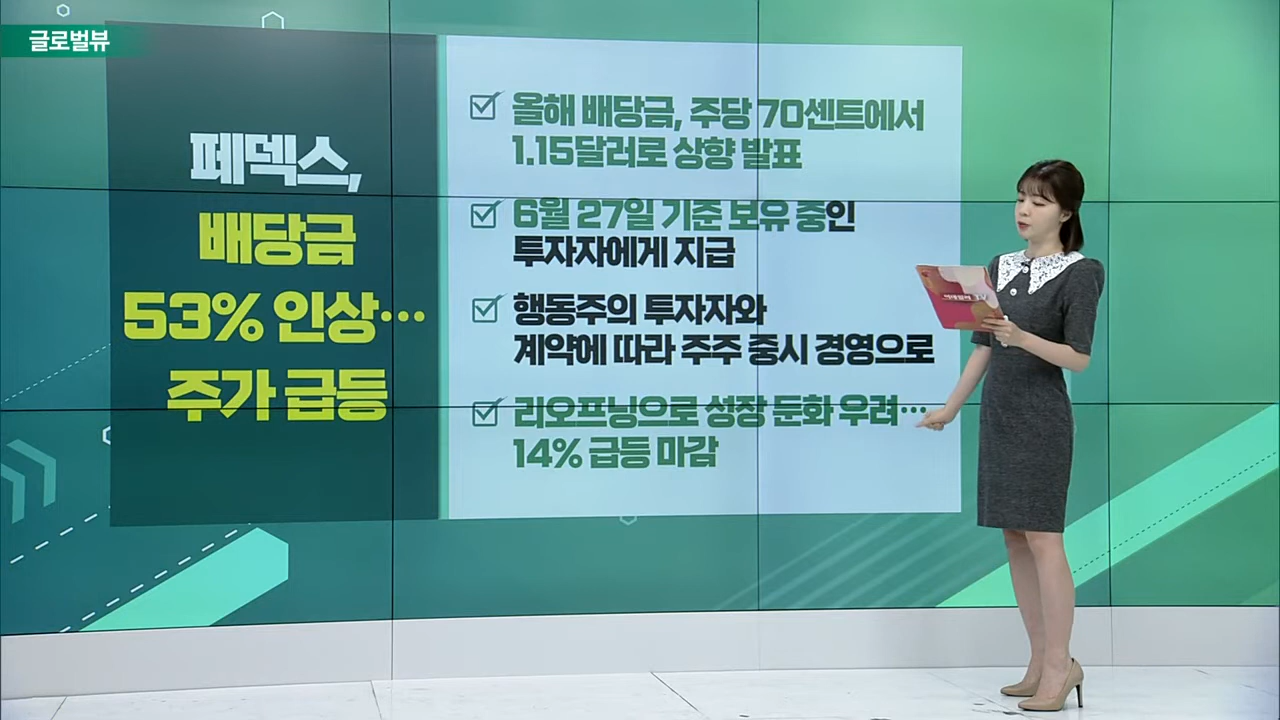 글로벌뷰
페덱스,
배당금
53% 인상…
주가 급등
올해 배당금, 주당 70센트에서
1.15달러로 상향 발표
6월 27일 기준 보유 중인
투자자에게 지급
행동주의 투자자와
계약에 따라 주주 중시 경영으로
리오프닝으로 성장 둔화 우려…
14% 급등 마감